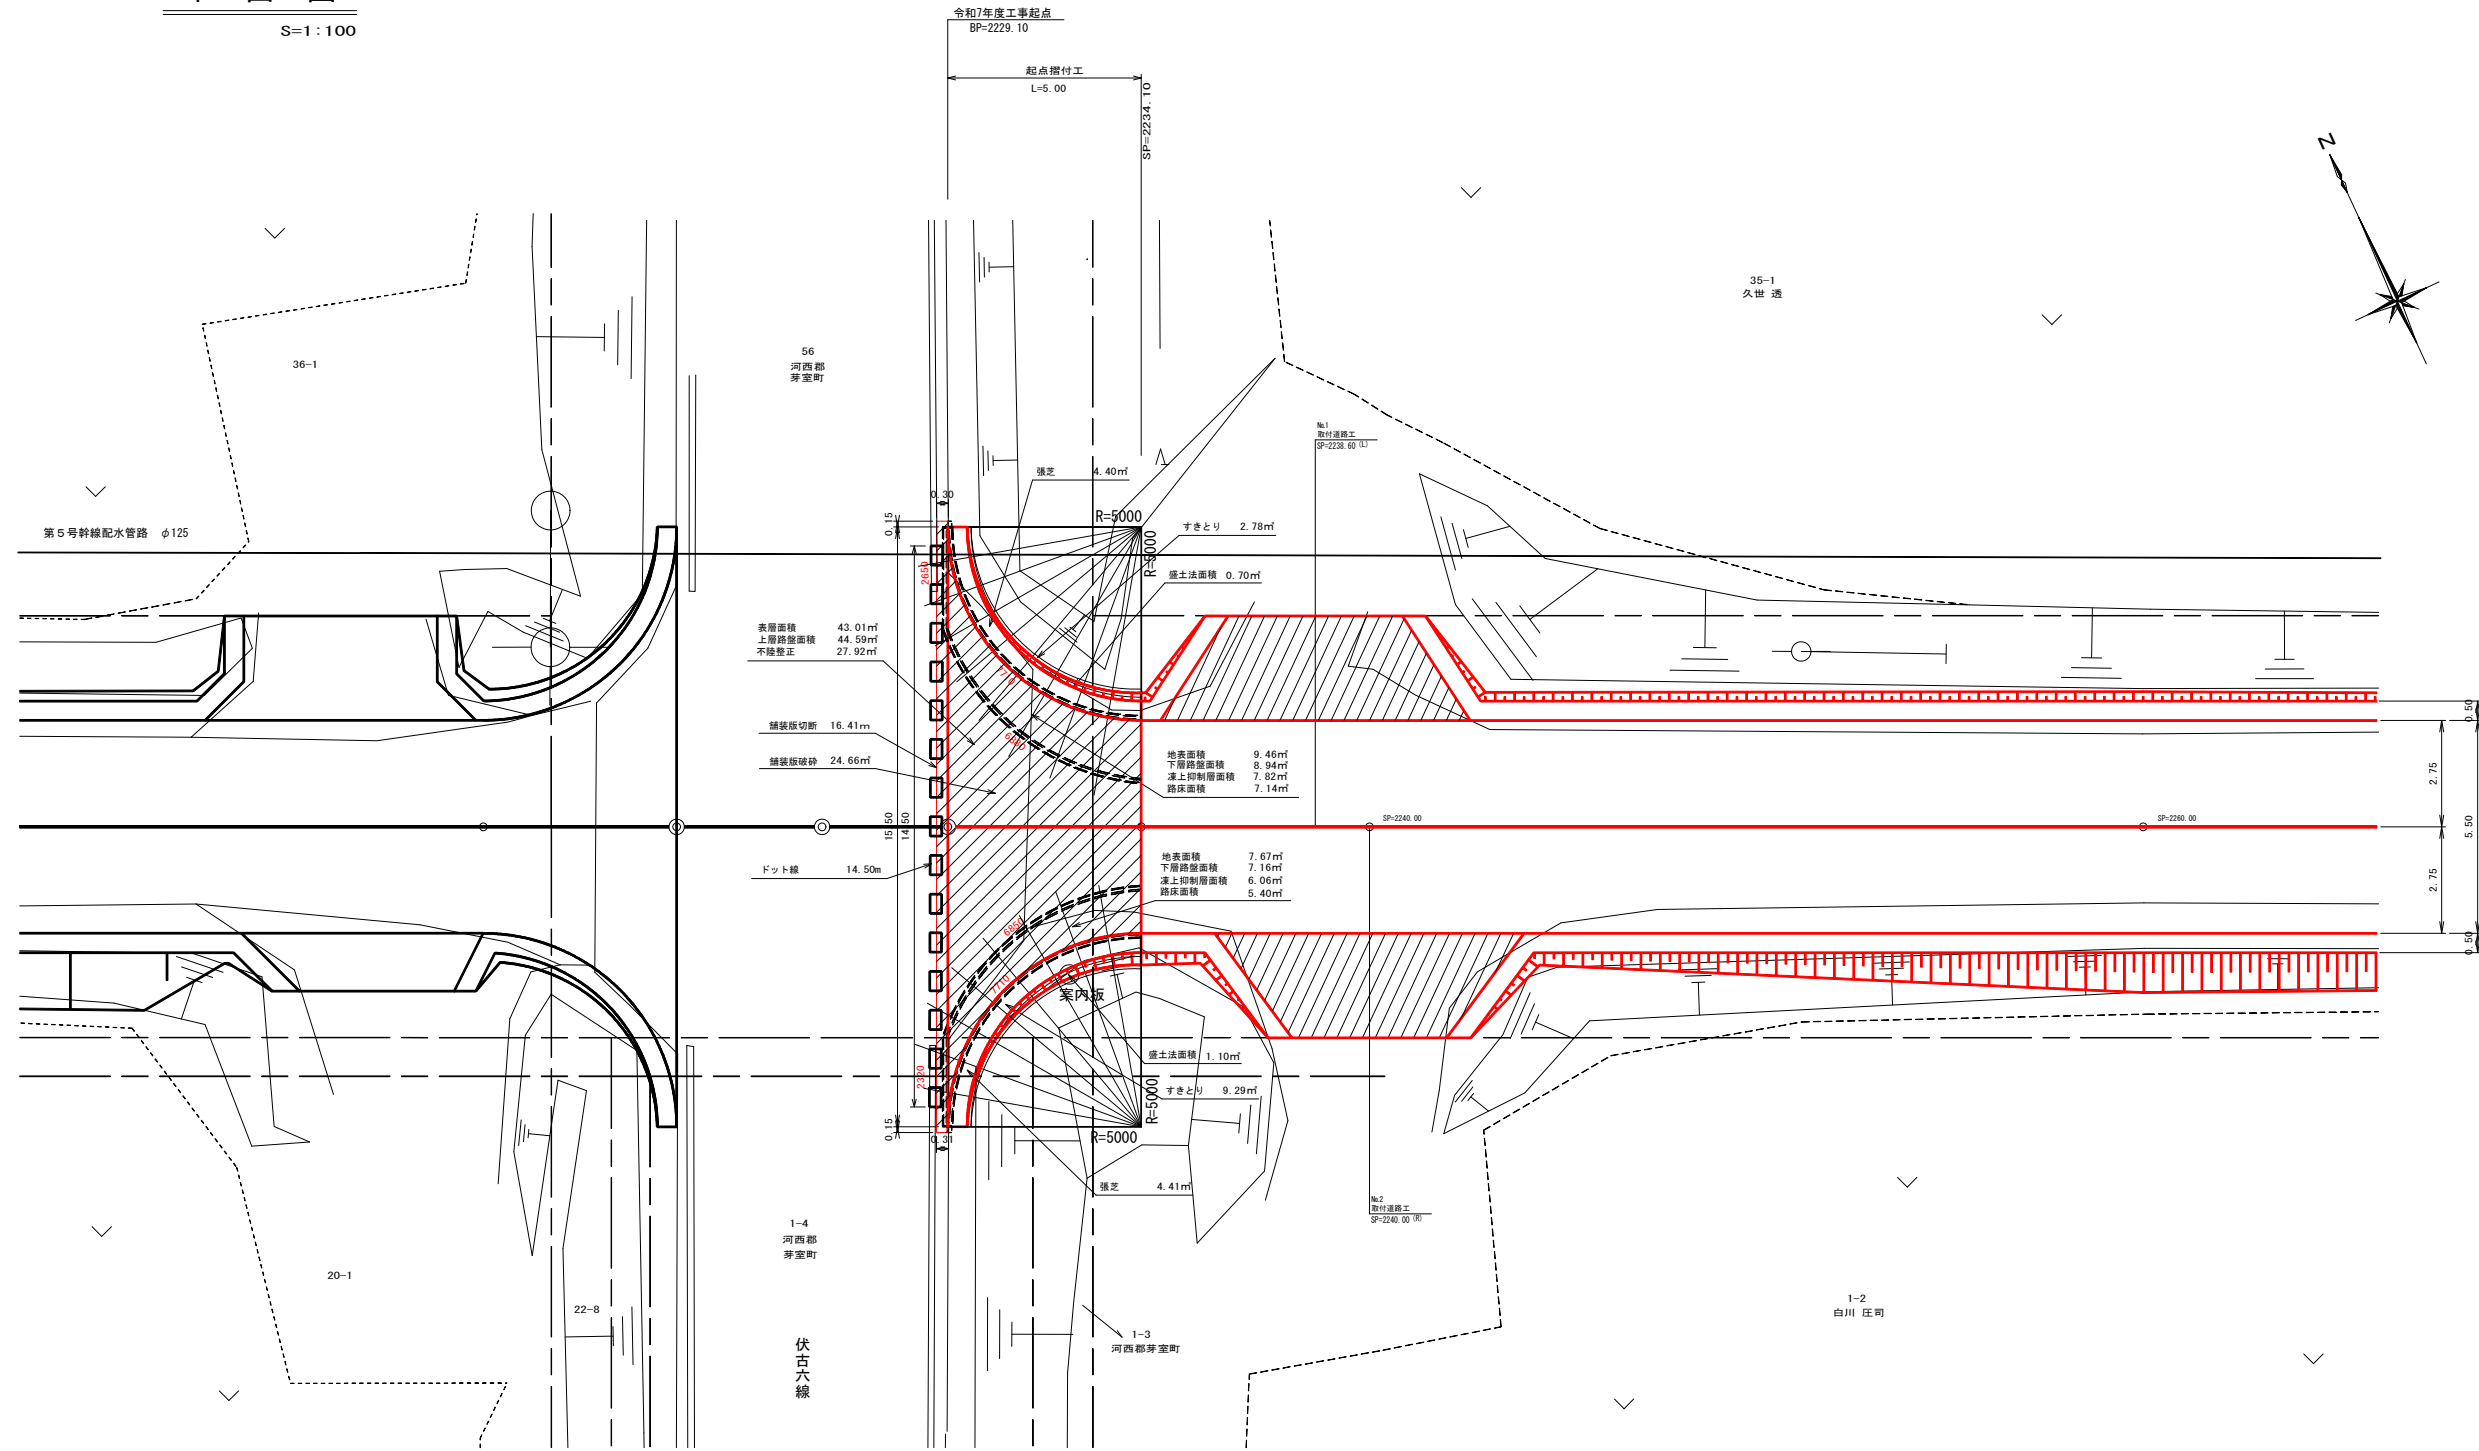 S=1:100
令和7年度工事起点
BP=2229.10
起点摺付工
L=5.00
SP=2234.10
N
35-1
久世 透
36-1
56
河西郡
芽室町
№1
取付道路工
SP=2238.60 (L)
張芝 4.40㎡
0.30
0.15
R=5000
R=5000
すきとり 2.78㎡
第5号幹線配水管路 φ125
2650
盛土法面積 0.70㎡
表層面積 43.01㎡
上層路盤面積 44.59㎡
不陸整正 27.92㎡
舗装版切断 16.41m
舗装版破砕 24.66㎡
地表面積 9.46㎡
下層路盤面積 8.94㎡
凍上抑制層面積 7.82㎡
路床面積 7.14㎡
0.50
2.75
15.50
14.50
SP=2240.00
SP=2260.00
5.50
ドット線 14.50m
地表面積 7.67㎡
下層路盤面積 7.16㎡
凍上抑制層面積 6.06㎡
路床面積 5.40㎡
2.75
6850
0.50
7710
案内板
盛土法面積 1.10㎡
2320
すきとり 9.29㎡
R=5000
0.15
0.31
R=5000
張芝 4.41㎡
№2
取付道路工
SP=2240.00 (R)
1-4
河西郡
芽室町
20-1
22-8
1-2
白川 圧司
伏古六線
1-3
河西郡芽室町